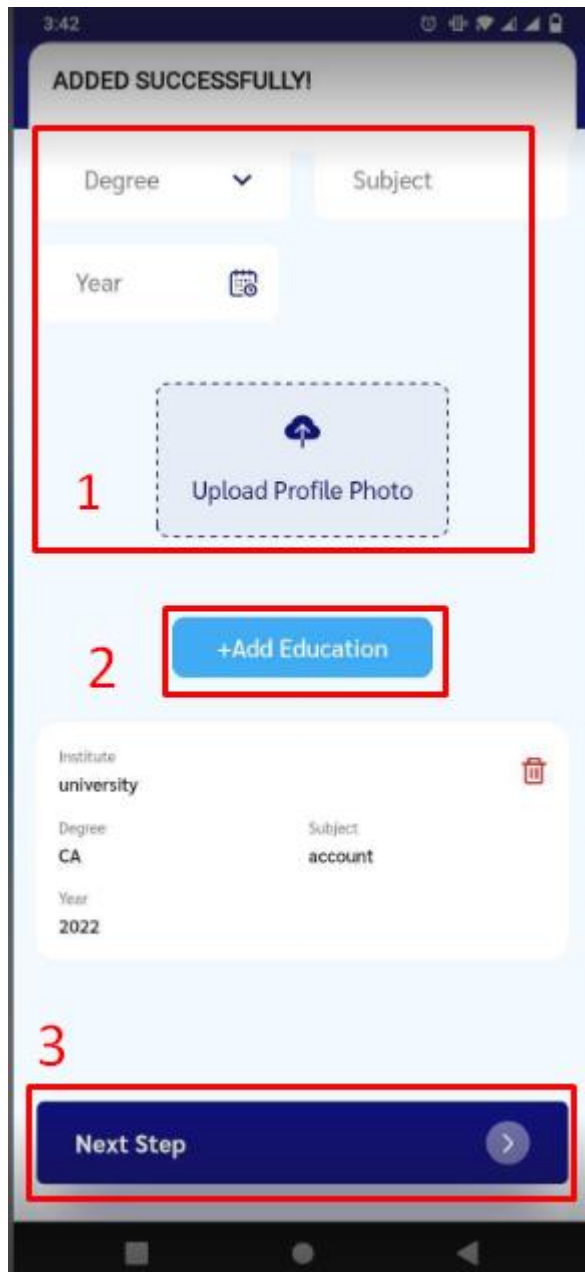 3:42
ADDED SUCCESSFULLY!
Degree
Subject
Year
Upload Profile Photo
1
+Add Education
2
Institute
university
Degree
Subject
CA
account
Year
2022
3
Next Step